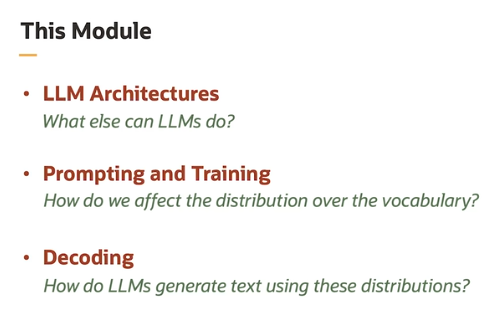 This Module
• LLM Architectures
What else can LLMs do?
• Prompting and Training
How do we affect the distribution over the vocabulary?
• Decoding
How do LLMs generate text using these distributions?